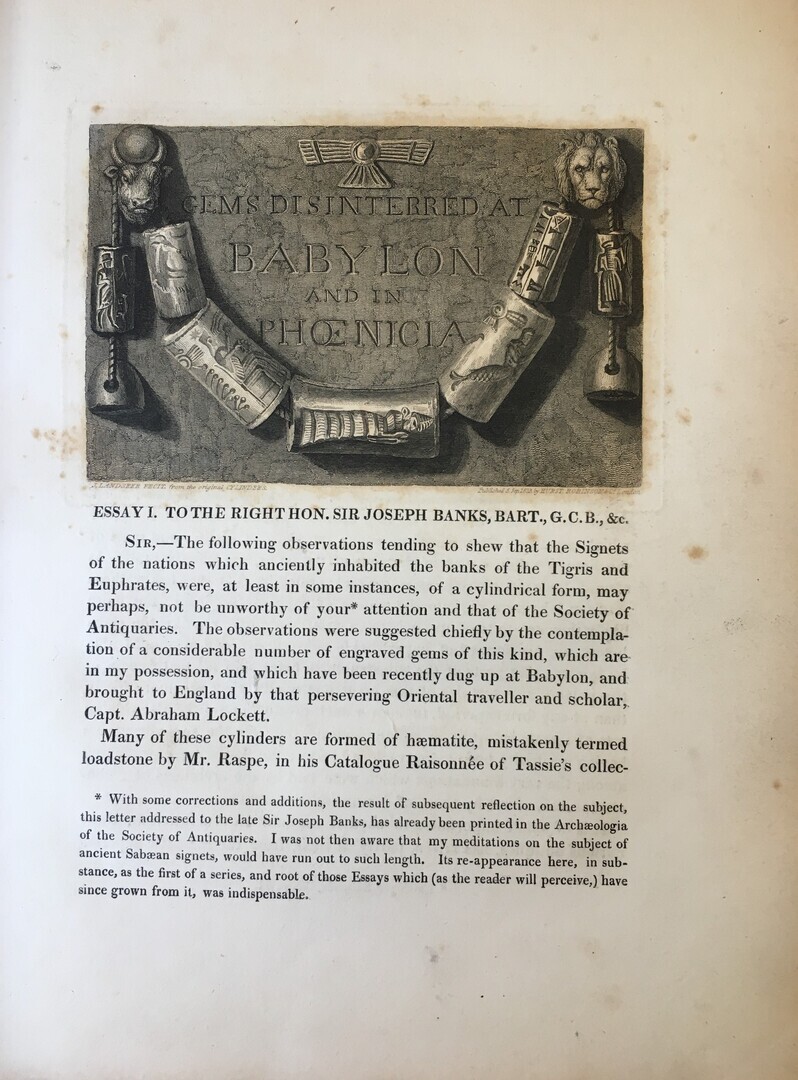 GEMS DISINTERRED AT
BABYLON
AND IN
PHŒNICIA
J. LANDSEER FECIT, from the original CYLINDERS
ESSAY I. TO THE RIGHT HON. SIR JOSEPH BANKS, BART., G.C.B., &c.
SIR,—The following observations tending to shew that the Signets
of the nations which anciently inhabited the banks of the Tigris and
Euphrates, were, at least in some instances, of a cylindrical form, may
perhaps, not be unworthy of your* attention and that of the Society of
Antiquaries. The observations were suggested chiefly by the contempla-
tion of a considerable number of engraved gems of this kind, which are
in my possession, and which have been recently dug up at Babylon, and
brought to England by that persevering Oriental traveller and scholar,
Capt. Abraham Lockett.
Many of these cylinders are formed of hæmatite, mistakenly termed
loadstone by Mr. Raspe, in his Catalogue Raisonnée of Tassie's collec-
* With some corrections and additions, the result of subsequent reflection on the subject,
this letter addressed to the late Sir Joseph Banks, has already been printed in the Archæologia
of the Society of Antiquaries. I was not then aware that my meditations on the subject of
ancient Sabæan signets, would have run out to such length. Its re-appearance here, in sub-
stance, as the first of a series, and root of those Essays which (as the reader will perceive,) have
since grown from it, was indispensable.